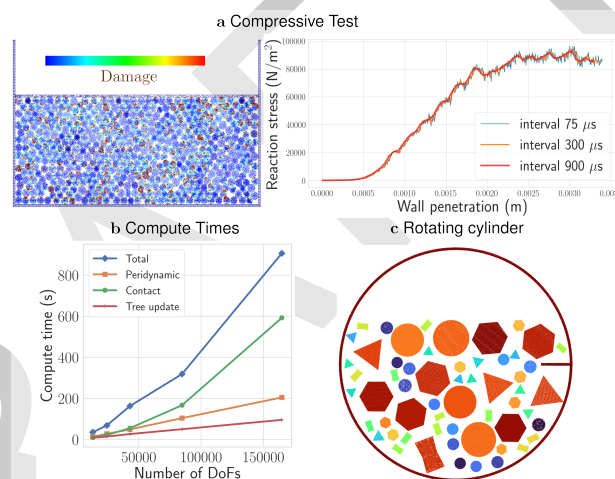 a Compressive Test
Damage
Reaction stress (N/m²)
100000
80000
60000
40000
20000
0
0.0000 0.0005 0.0010 0.0015 0.0020 0.0025 0.0030
Wall penetration (m)
interval 75 μs
interval 300 μs
interval 900 μs
b Compute Times
Compute time (s)
800
600
400
200
0
50000 100000 150000
Number of DoFs
Total
Peridynamic
Contact
Tree update
c Rotating cylinder